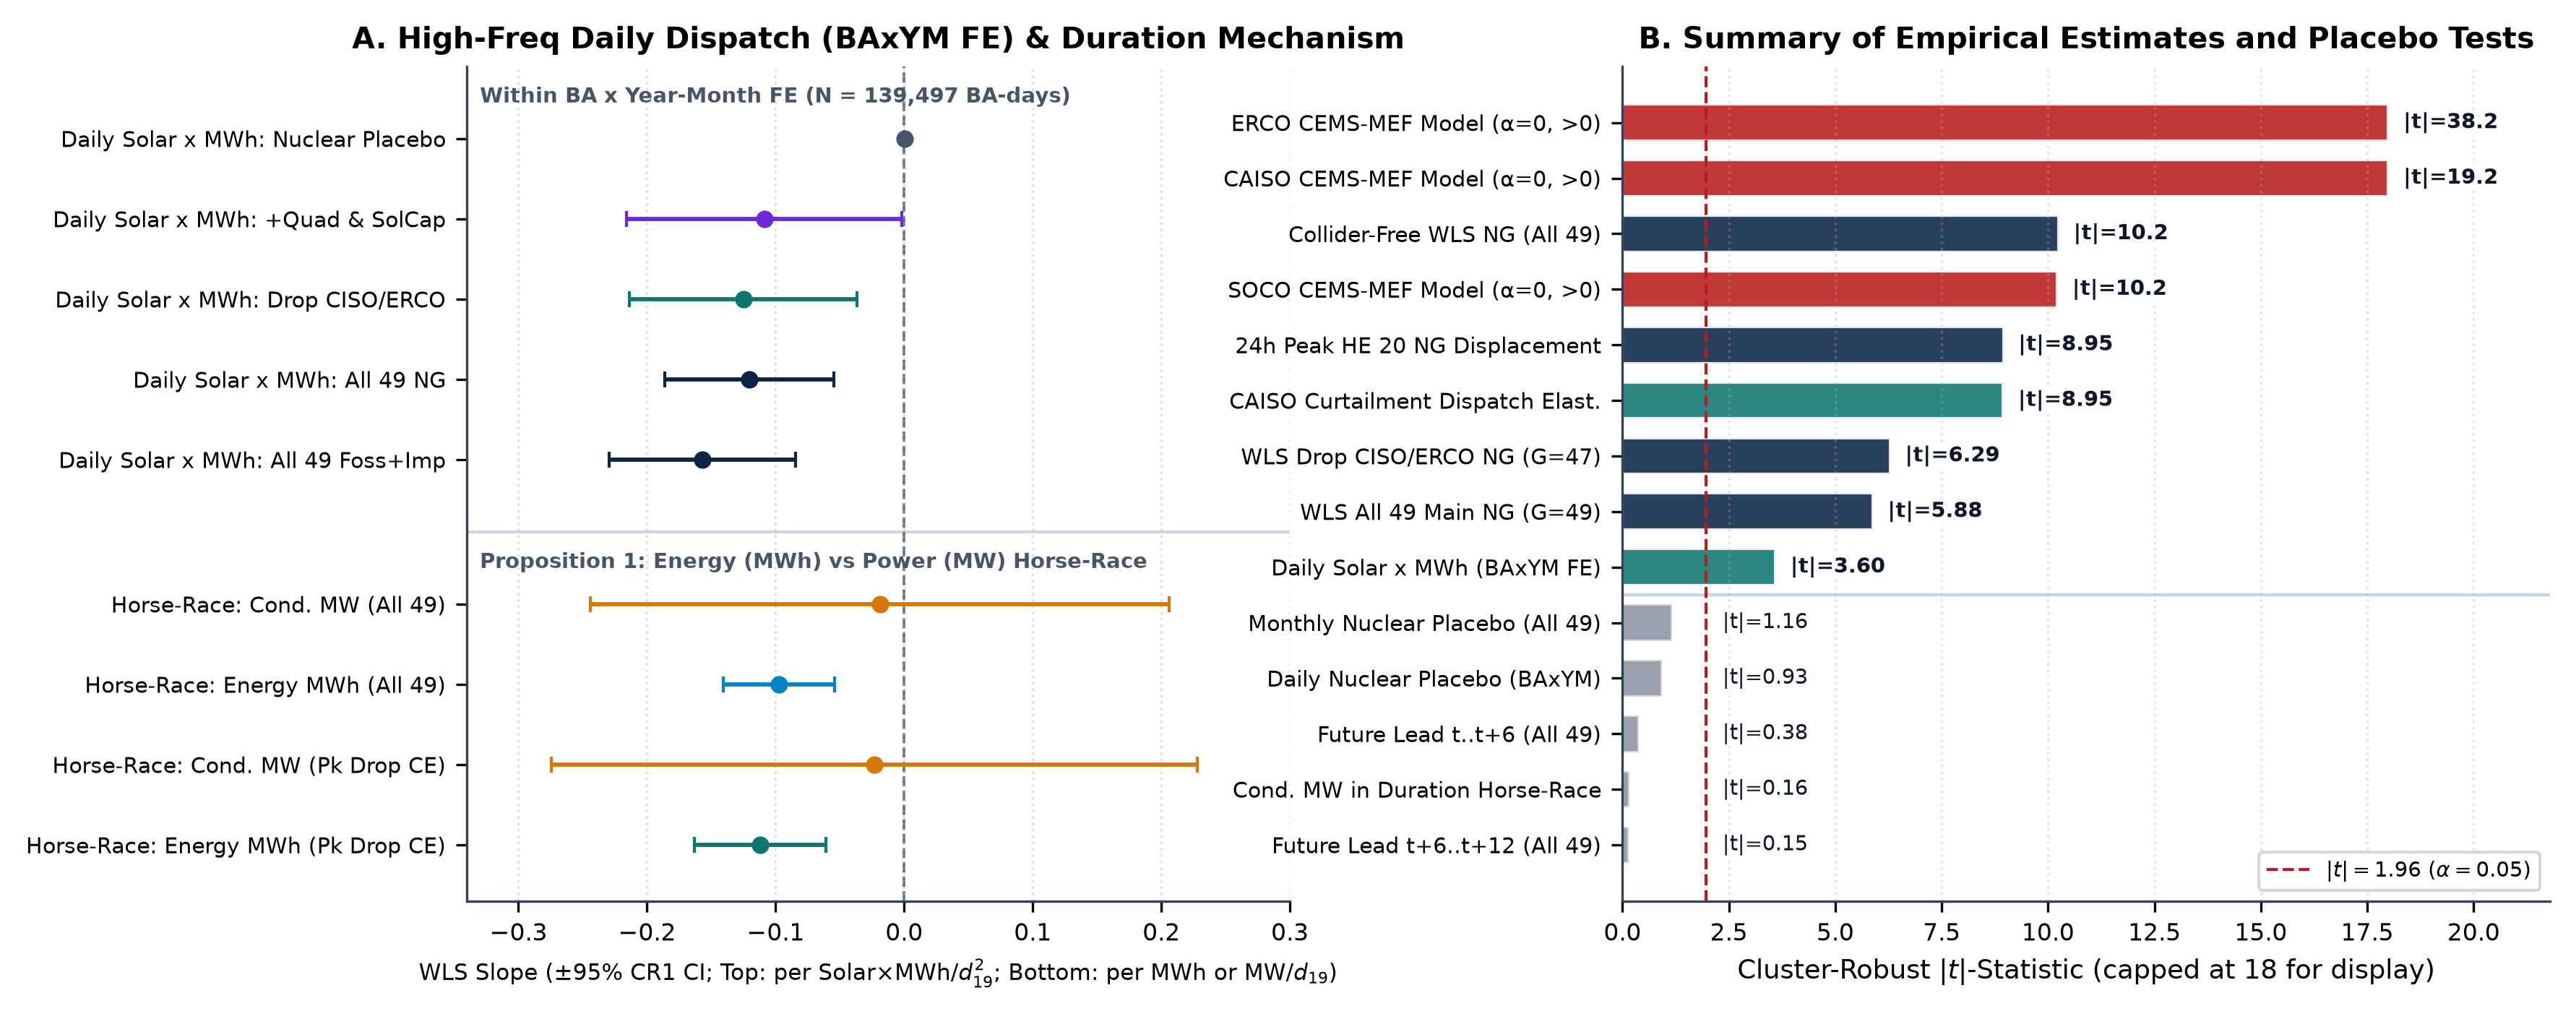 A. High-Freq Daily Dispatch (BAxYM FE) & Duration Mechanism
Within BA x Year-Month FE (N = 139,497 BA-days)
Daily Solar x MWh: Nuclear Placebo
Daily Solar x MWh: +Quad & SolCap
Daily Solar x MWh: Drop CISO/ERCO
Daily Solar x MWh: All 49 NG
Daily Solar x MWh: All 49 Foss+Imp
Proposition 1: Energy (MWh) vs Power (MW) Horse-Race
Horse-Race: Cond. MW (All 49)
Horse-Race: Energy MWh (All 49)
Horse-Race: Cond. MW (Pk Drop CE)
Horse-Race: Energy MWh (Pk Drop CE)
−0.3 −0.2 −0.1 0.0 0.1 0.2 0.3
WLS Slope (±95% CR1 CI; Top: per Solar×MWh/d²₁₉; Bottom: per MWh or MW/d₁₉)
B. Summary of Empirical Estimates and Placebo Tests
ERCO CEMS-MEF Model (α=0, >0) |t|=38.2
CAISO CEMS-MEF Model (α=0, >0) |t|=19.2
Collider-Free WLS NG (All 49) |t|=10.2
SOCO CEMS-MEF Model (α=0, >0) |t|=10.2
24h Peak HE 20 NG Displacement |t|=8.95
CAISO Curtailment Dispatch Elast. |t|=8.95
WLS Drop CISO/ERCO NG (G=47) |t|=6.29
WLS All 49 Main NG (G=49) |t|=5.88
Daily Solar x MWh (BAxYM FE) |t|=3.60
Monthly Nuclear Placebo (All 49) |t|=1.16
Daily Nuclear Placebo (BAxYM) |t|=0.93
Future Lead t..t+6 (All 49) |t|=0.38
Cond. MW in Duration Horse-Race |t|=0.16
Future Lead t+6..t+12 (All 49) |t|=0.15
|t| = 1.96 (α = 0.05)
0.0 2.5 5.0 7.5 10.0 12.5 15.0 17.5 20.0
Cluster-Robust |t|-Statistic (capped at 18 for display)